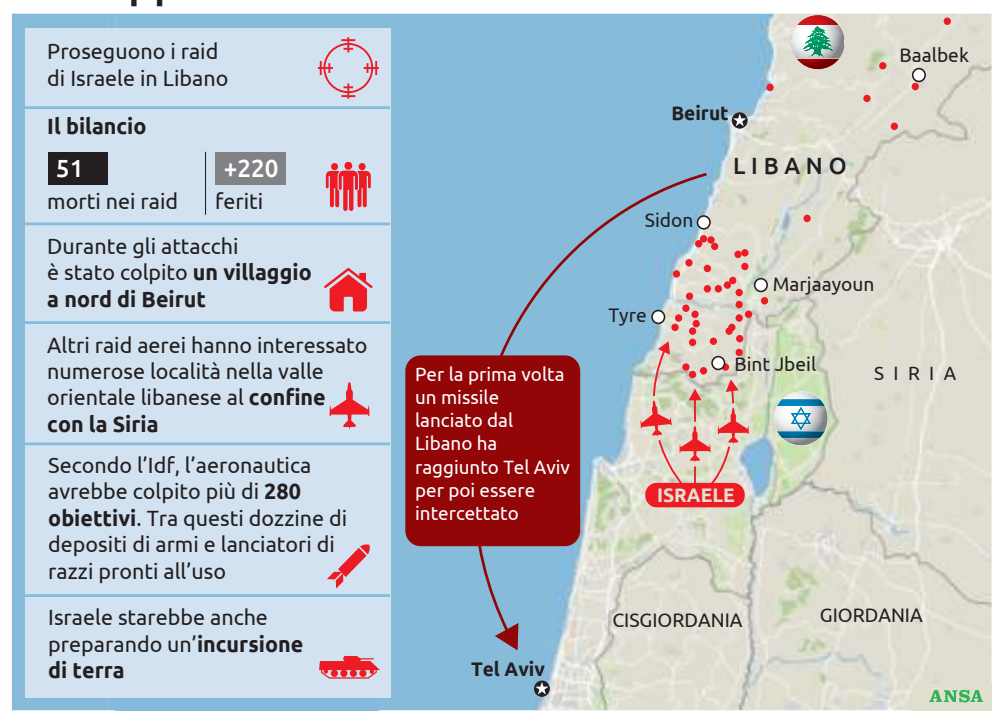 Proseguono i raid
di Israele in Libano
Il bilancio
51
morti nei raid
+220
feriti
Durante gli attacchi
è stato colpito un villaggio
a nord di Beirut
Altri raid aerei hanno interessato
numerose località nella valle
orientale libanese al confine
con la Siria
Secondo l'Idf, l'aeronautica
avrebbe colpito più di 280
obiettivi. Tra questi dozzine di
depositi di armi e lanciatori di
razzi pronti all'uso
Israele starebbe anche
preparando un'incursione
di terra
Per la prima volta
un missile
lanciato dal
Libano ha
raggiunto Tel Aviv
per poi essere
intercettato
Baalbek
Beirut
LIBANO
Sidon
Marjaayoun
Tyre
Bint Jbeil
SIRIA
ISRAELE
CISGIORDANIA
GIORDANIA
Tel Aviv
ANSA